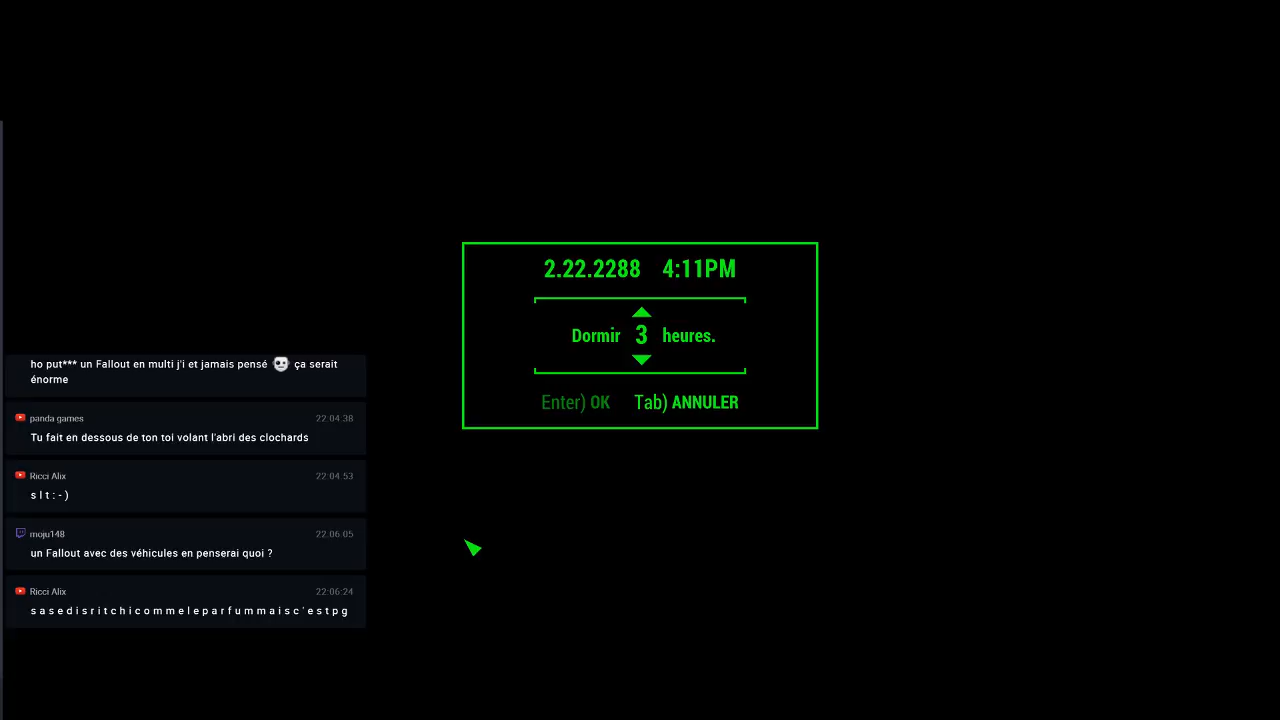 2.22.2288 4:11PM
Dormir 3 heures.
Enter) OK Tab) ANNULER
ho put*** un Fallout en multi j'i et jamais pensé ça serait
énorme
panda games 22:04:38
Tu fait en dessous de ton toi volant l'abri des clochards
Ricci Alix 22:04:53
s l t : - )
moju148 22:06:05
un Fallout avec des véhicules en penserai quoi ?
Ricci Alix 22:06:24
s a s e d i s r i t c h i c o m m e l e p a r f u m m a i s c ' e s t p g